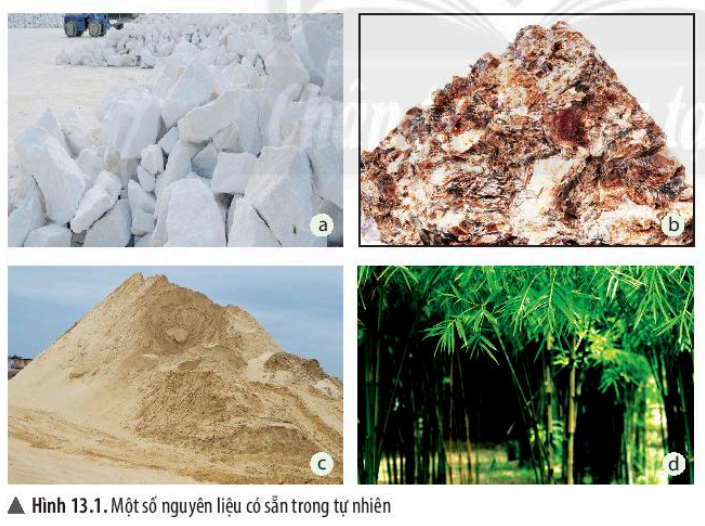 a
b
c
d
▲ Hình 13.1. Một số nguyên liệu có sẵn trong tự nhiên